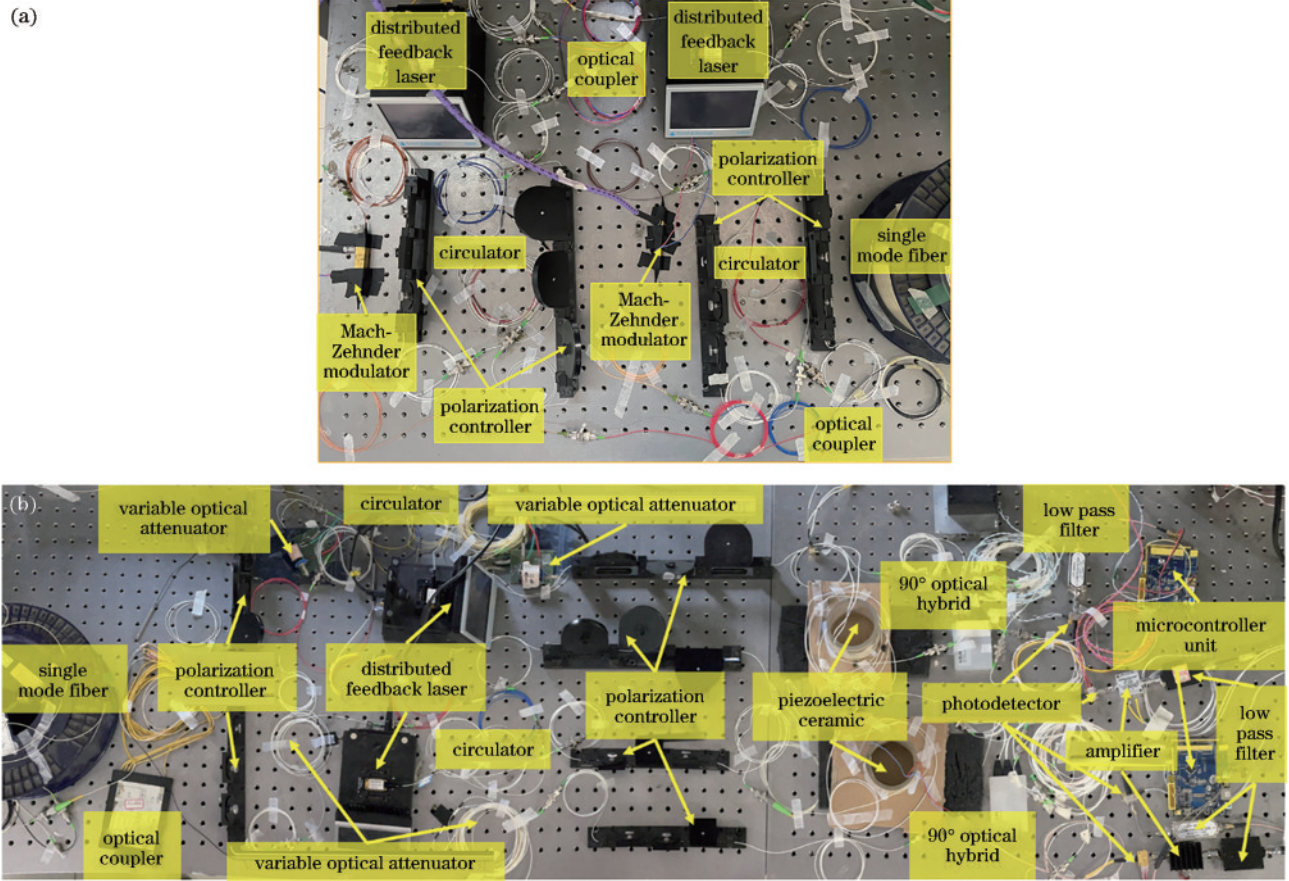 (a)
distributed
feedback
laser
optical
coupler
distributed
feedback
laser
polarization
controller
circulator
circulator
single
mode fiber
Mach-
Zehnder
modulator
Mach-
Zehnder
modulator
polarization
controller
optical
coupler
(b)
variable optical
attenuator
circulator
variable optical attenuator
low pass
filter
90° optical
hybrid
microcontroller
unit
single
mode fiber
polarization
controller
distributed
feedback laser
polarization
controller
piezoelectric
ceramic
photodetector
low
pass
filter
circulator
amplifier
optical
coupler
variable optical attenuator
90° optical
hybrid